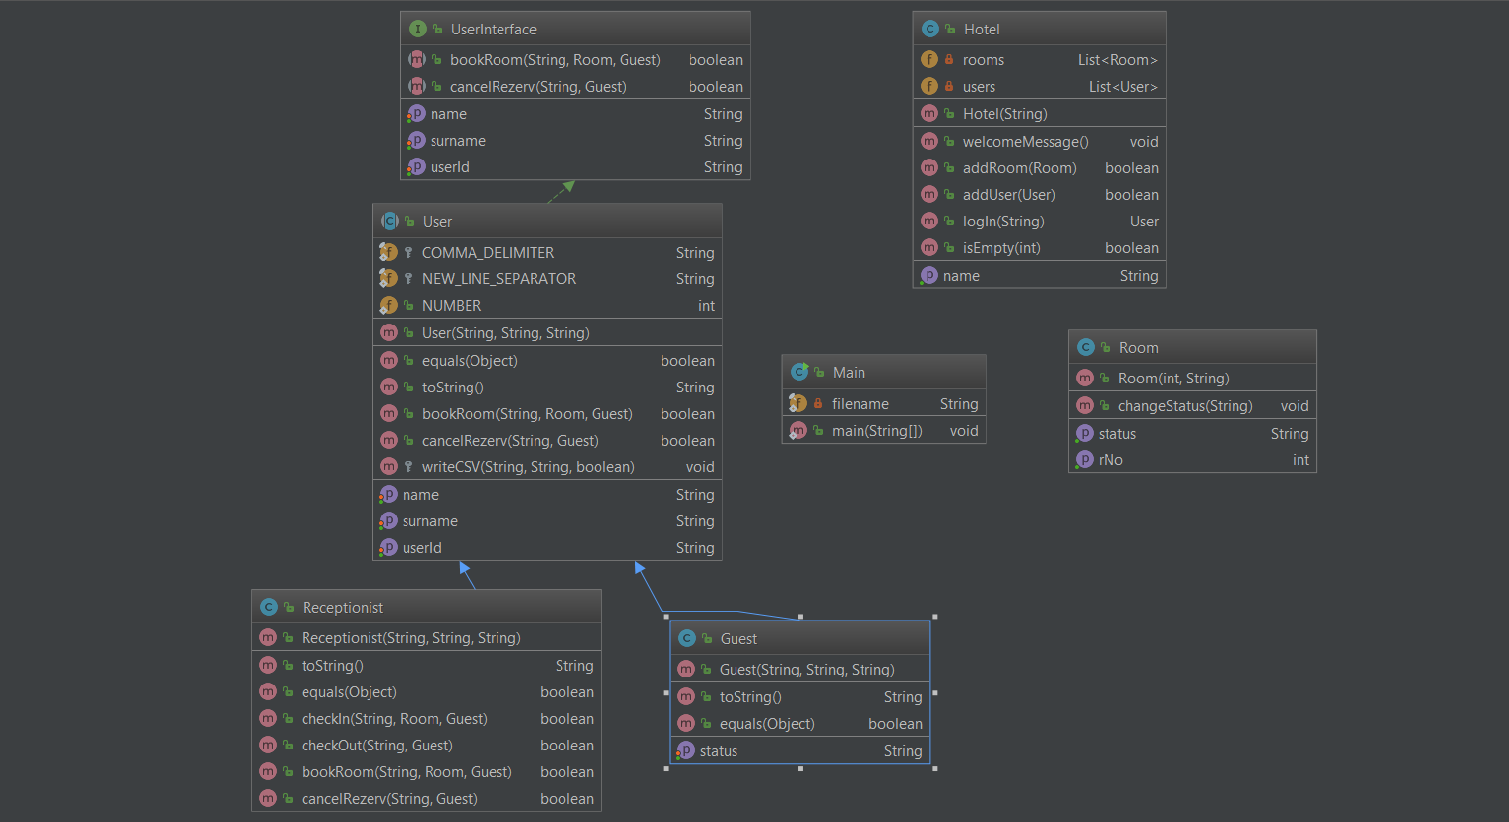 UserInterface
bookRoom(String, Room, Guest) boolean
cancelRezerv(String, Guest) boolean
name String
surname String
userId String
User
COMMA_DELIMITER String
NEW_LINE_SEPARATOR String
NUMBER int
User(String, String, String)
equals(Object) boolean
toString() String
bookRoom(String, Room, Guest) boolean
cancelRezerv(String, Guest) boolean
writeCSV(String, String, boolean) void
name String
surname String
userId String
Receptionist
Receptionist(String, String, String)
toString() String
equals(Object) boolean
checkIn(String, Room, Guest) boolean
checkOut(String, Guest) boolean
bookRoom(String, Room, Guest) boolean
cancelRezerv(String, Guest) boolean
Guest
Guest(String, String, String)
toString() String
equals(Object) boolean
status String
Main
filename String
main(String[]) void
Hotel
rooms List<Room>
users List<User>
Hotel(String)
welcomeMessage() void
addRoom(Room) boolean
addUser(User) boolean
logIn(String) User
isEmpty(int) boolean
name String
Room
Room(int, String)
changeStatus(String) void
status String
rNo int